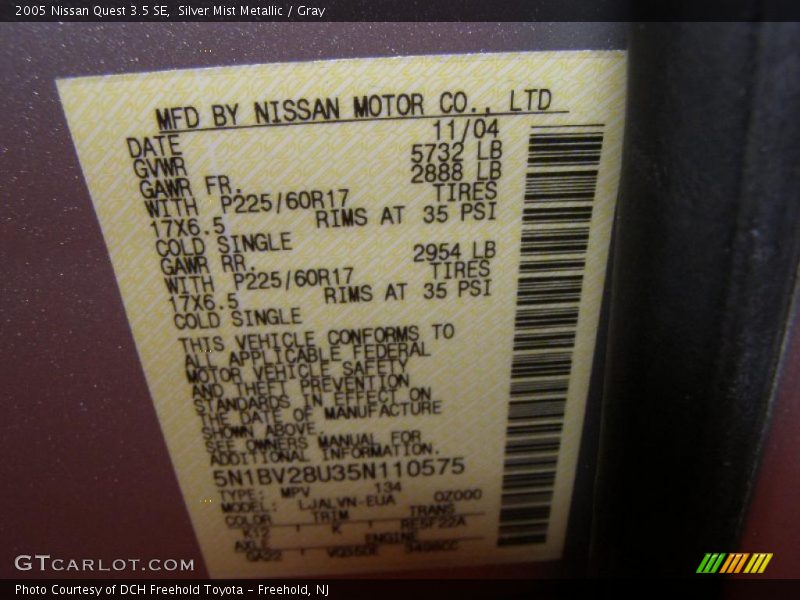 2005 Nissan Quest 3.5 SE,  Silver Mist Metallic / Gray
MFD BY NISSAN MOTOR CO., LTD
DATE 11/04
GVWR 5732 LB
GAWR FR. 2888 LB
WITH P225/60R17 TIRES
17X6.5 RIMS AT 35 PSI
COLD SINGLE
GAWR RR. 2954 LB
WITH P225/60R17 TIRES
17X6.5 RIMS AT 35 PSI
COLD SINGLE
THIS VEHICLE CONFORMS TO
ALL APPLICABLE FEDERAL
MOTOR VEHICLE SAFETY
AND THEFT PREVENTION
STANDARDS IN EFFECT ON
THE DATE OF MANUFACTURE
SHOWN ABOVE.
SEE OWNERS MANUAL FOR
ADDITIONAL INFORMATION.
5N1BV28U35N110575
TYPE: MPV 134
MODEL: LJALVN-EUA OZ000
COLOR TRIM TRANS
K12 K RE5F22A
AXLE ENGINE
VQ35DE 3498CC
GTCARLOT.COM
Photo Courtesy of DCH Freehold Toyota - Freehold, NJ